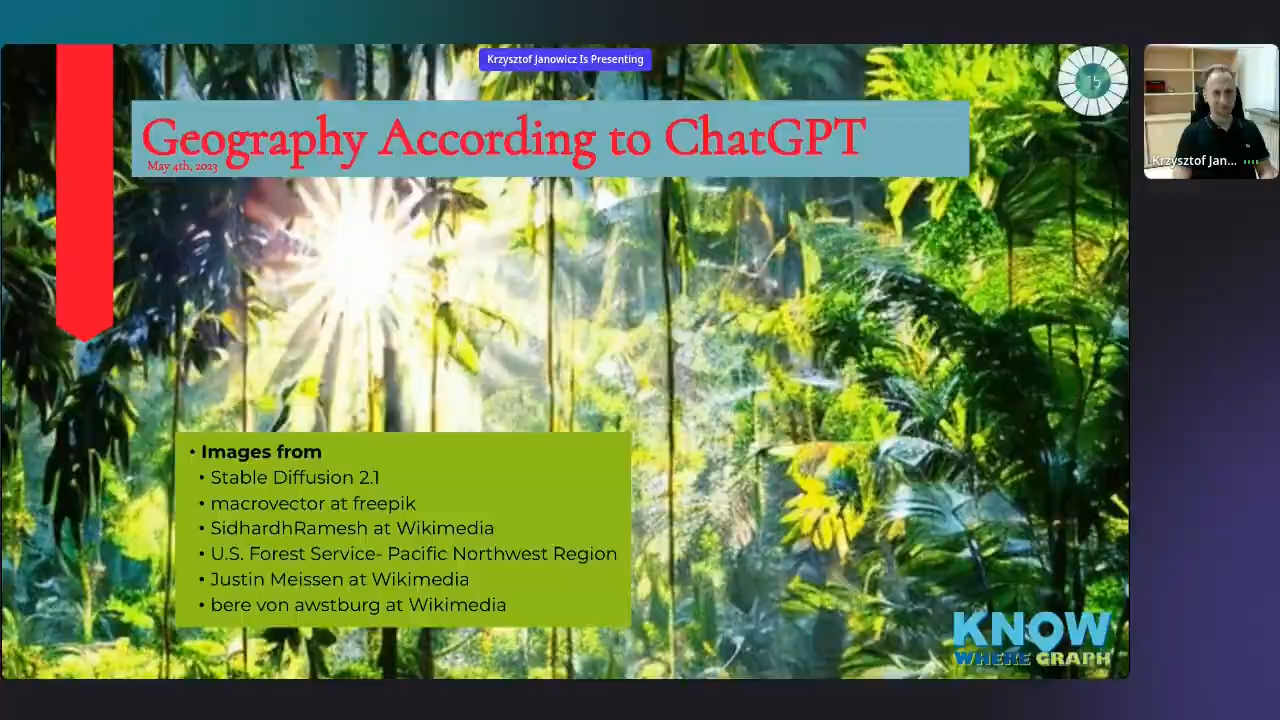 Krzysztof Janowicz Is Presenting
Geography According to ChatGPT
May 4th, 2023
Krzysztof Jan...
• Images from
• Stable Diffusion 2.1
• macrovector at freepik
• SidhardhRamesh at Wikimedia
• U.S. Forest Service- Pacific Northwest Region
• Justin Meissen at Wikimedia
• bere von awstburg at Wikimedia
KNOW
WHERE GRAPH